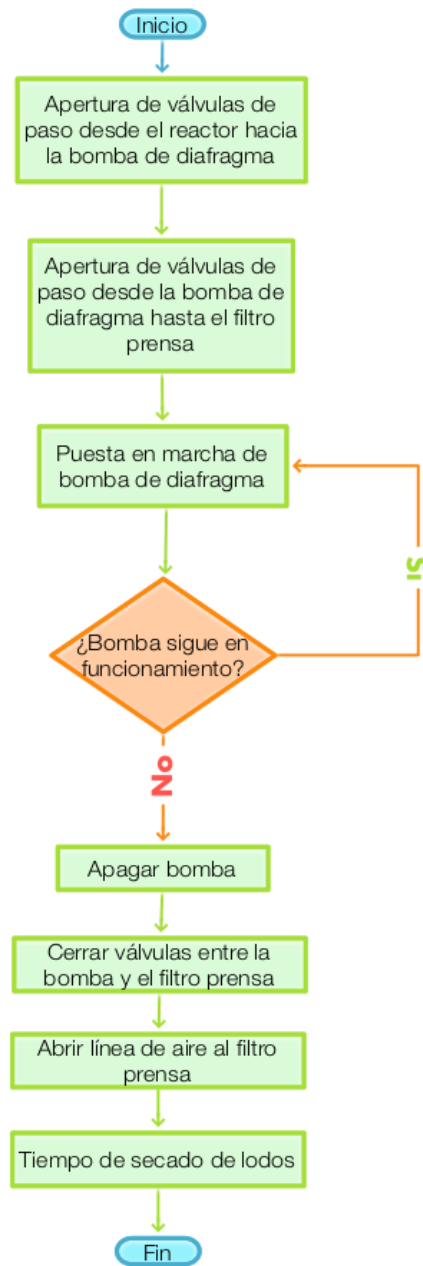 Inicio
Apertura de válvulas de
paso desde el reactor hacia
la bomba de diafragma
Apertura de válvulas de
paso desde la bomba de
diafragma hasta el filtro
prensa
Puesta en marcha de
bomba de diafragma
Si
¿Bomba sigue en
funcionamiento?
No
Apagar bomba
Cerrar válvulas entre la
bomba y el filtro prensa
Abrir línea de aire al filtro
prensa
Tiempo de secado de lodos
Fin